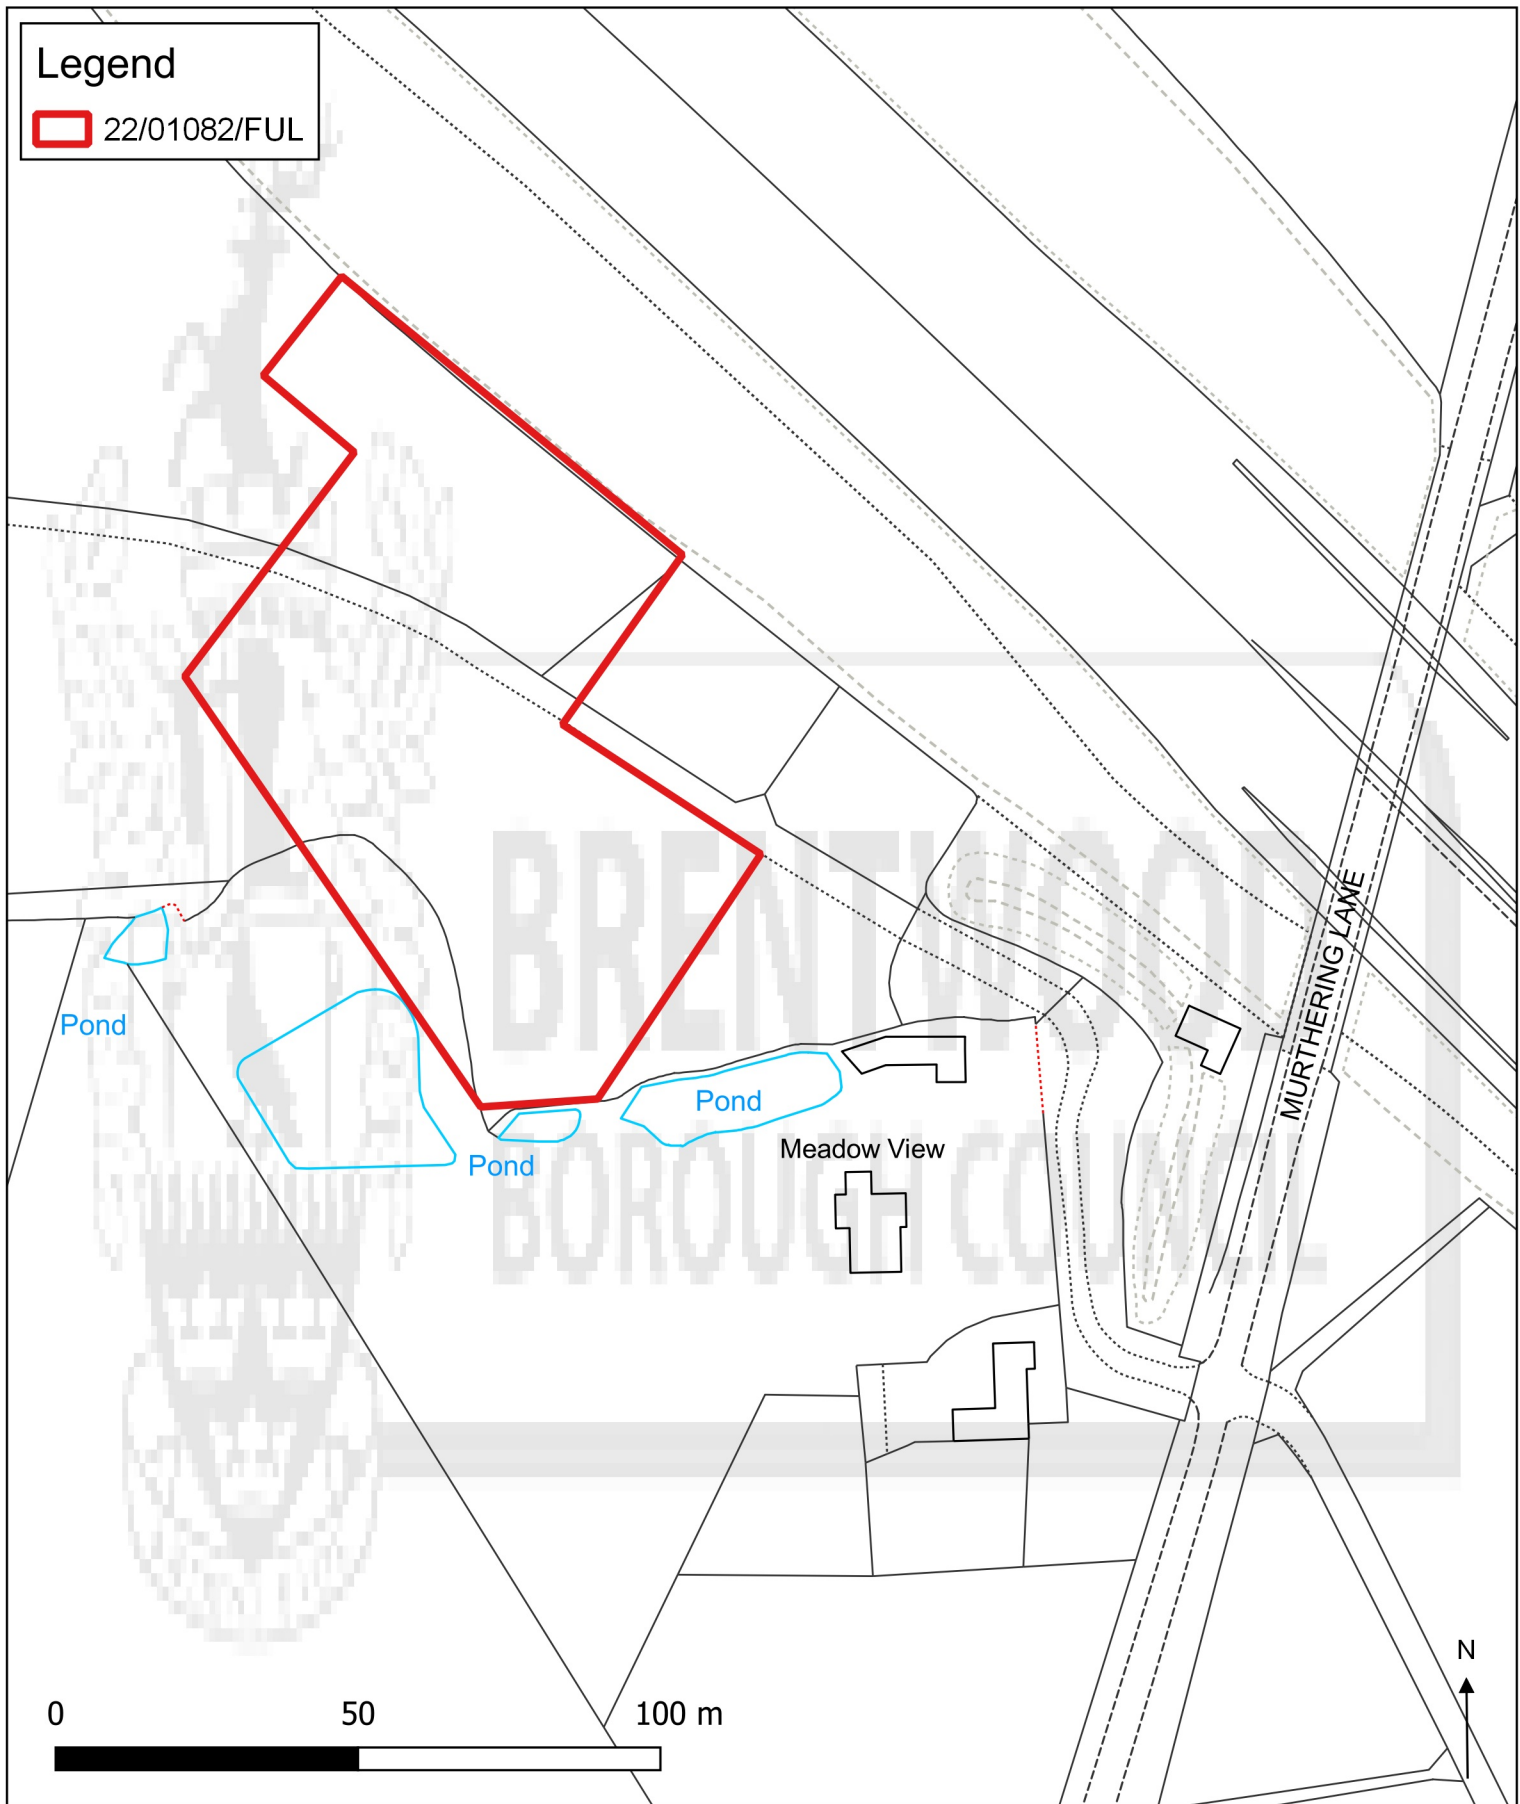 Legend
22/01082/FUL
BRENTWOOD
BOROUGH COUNCIL
MURTHERING LANE
Pond
Pond
Pond
Meadow View
N
0 50 100 m